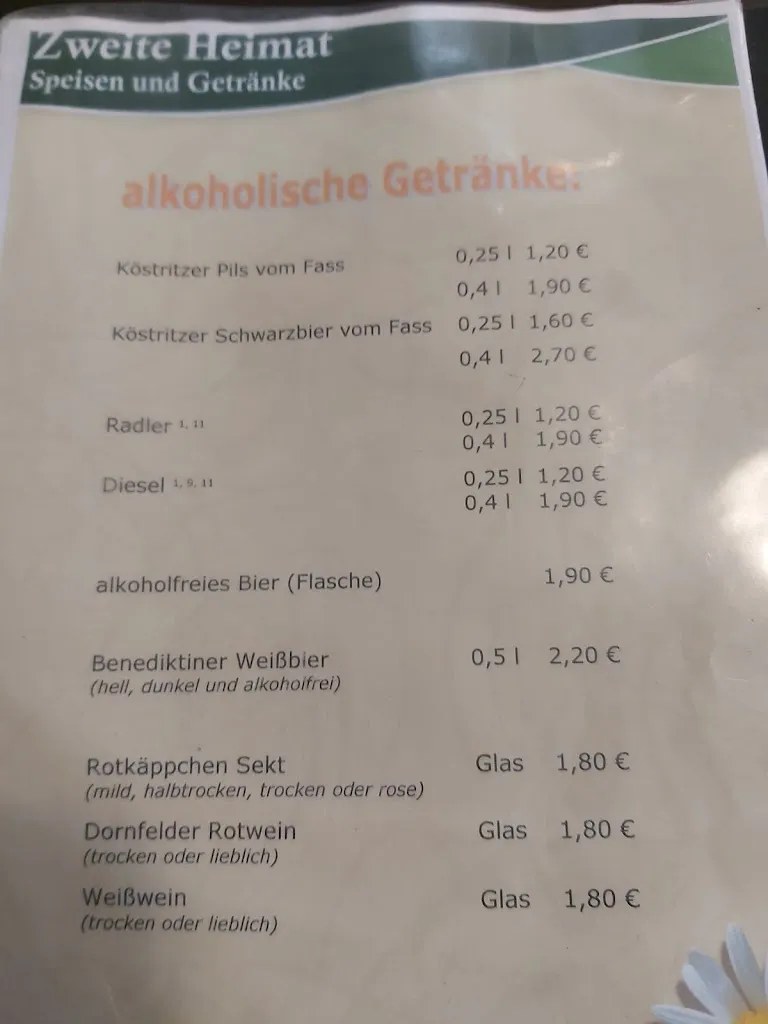 Zweite Heimat
Speisen und Getränke
alkoholische Getränke:
Köstritzer Pils vom Fass 0,25 l 1,20 €
0,4 l 1,90 €
Köstritzer Schwarzbier vom Fass 0,25 l 1,60 €
0,4 l 2,70 €
Radler 1, 11 0,25 l 1,20 €
0,4 l 1,90 €
Diesel 1, 9, 11 0,25 l 1,20 €
0,4 l 1,90 €
alkoholfreies Bier (Flasche) 1,90 €
Benediktiner Weißbier 0,5 l 2,20 €
(hell, dunkel und alkoholfrei)
Rotkäppchen Sekt Glas 1,80 €
(mild, halbtrocken, trocken oder rose)
Dornfelder Rotwein Glas 1,80 €
(trocken oder lieblich)
Weißwein Glas 1,80 €
(trocken oder lieblich)